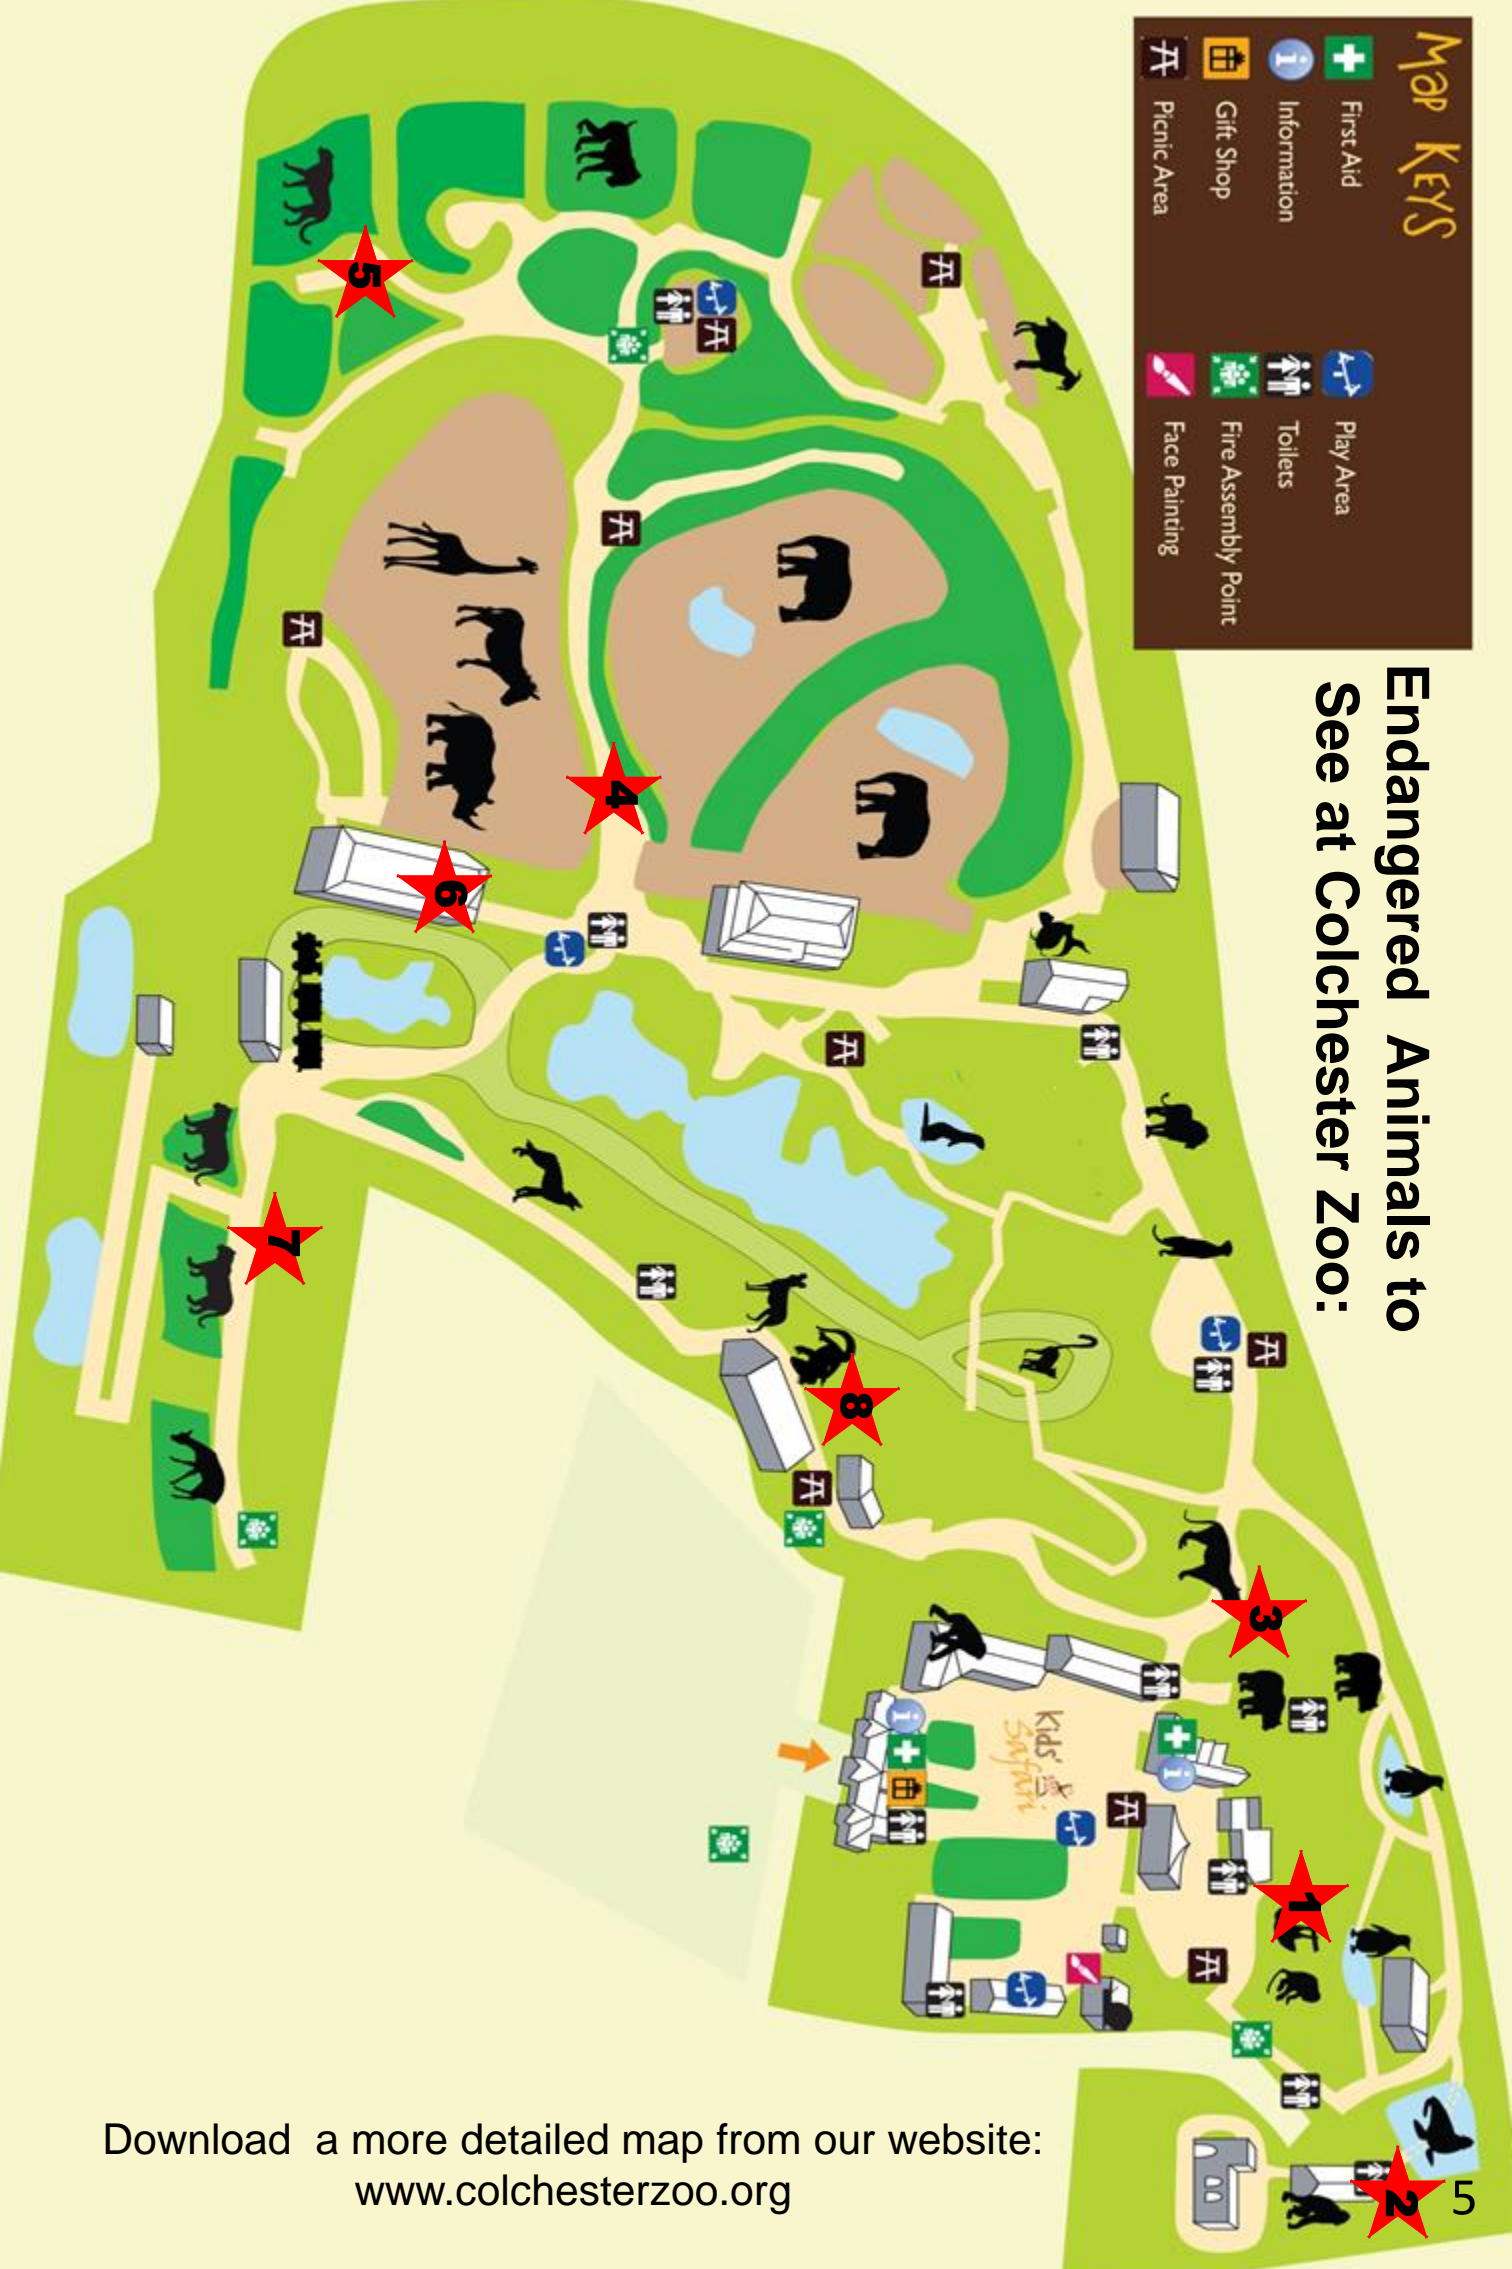 Endangered Animals to
See at Colchester Zoo:
Map Keys
First Aid
Information
Gift Shop
Picnic Area
Play Area
Toilets
Fire Assembly Point
Face Painting
5
4
6
7
8
3
1
2
Kids'
Safari
Download a more detailed map from our website:
www.colchesterzoo.org
5